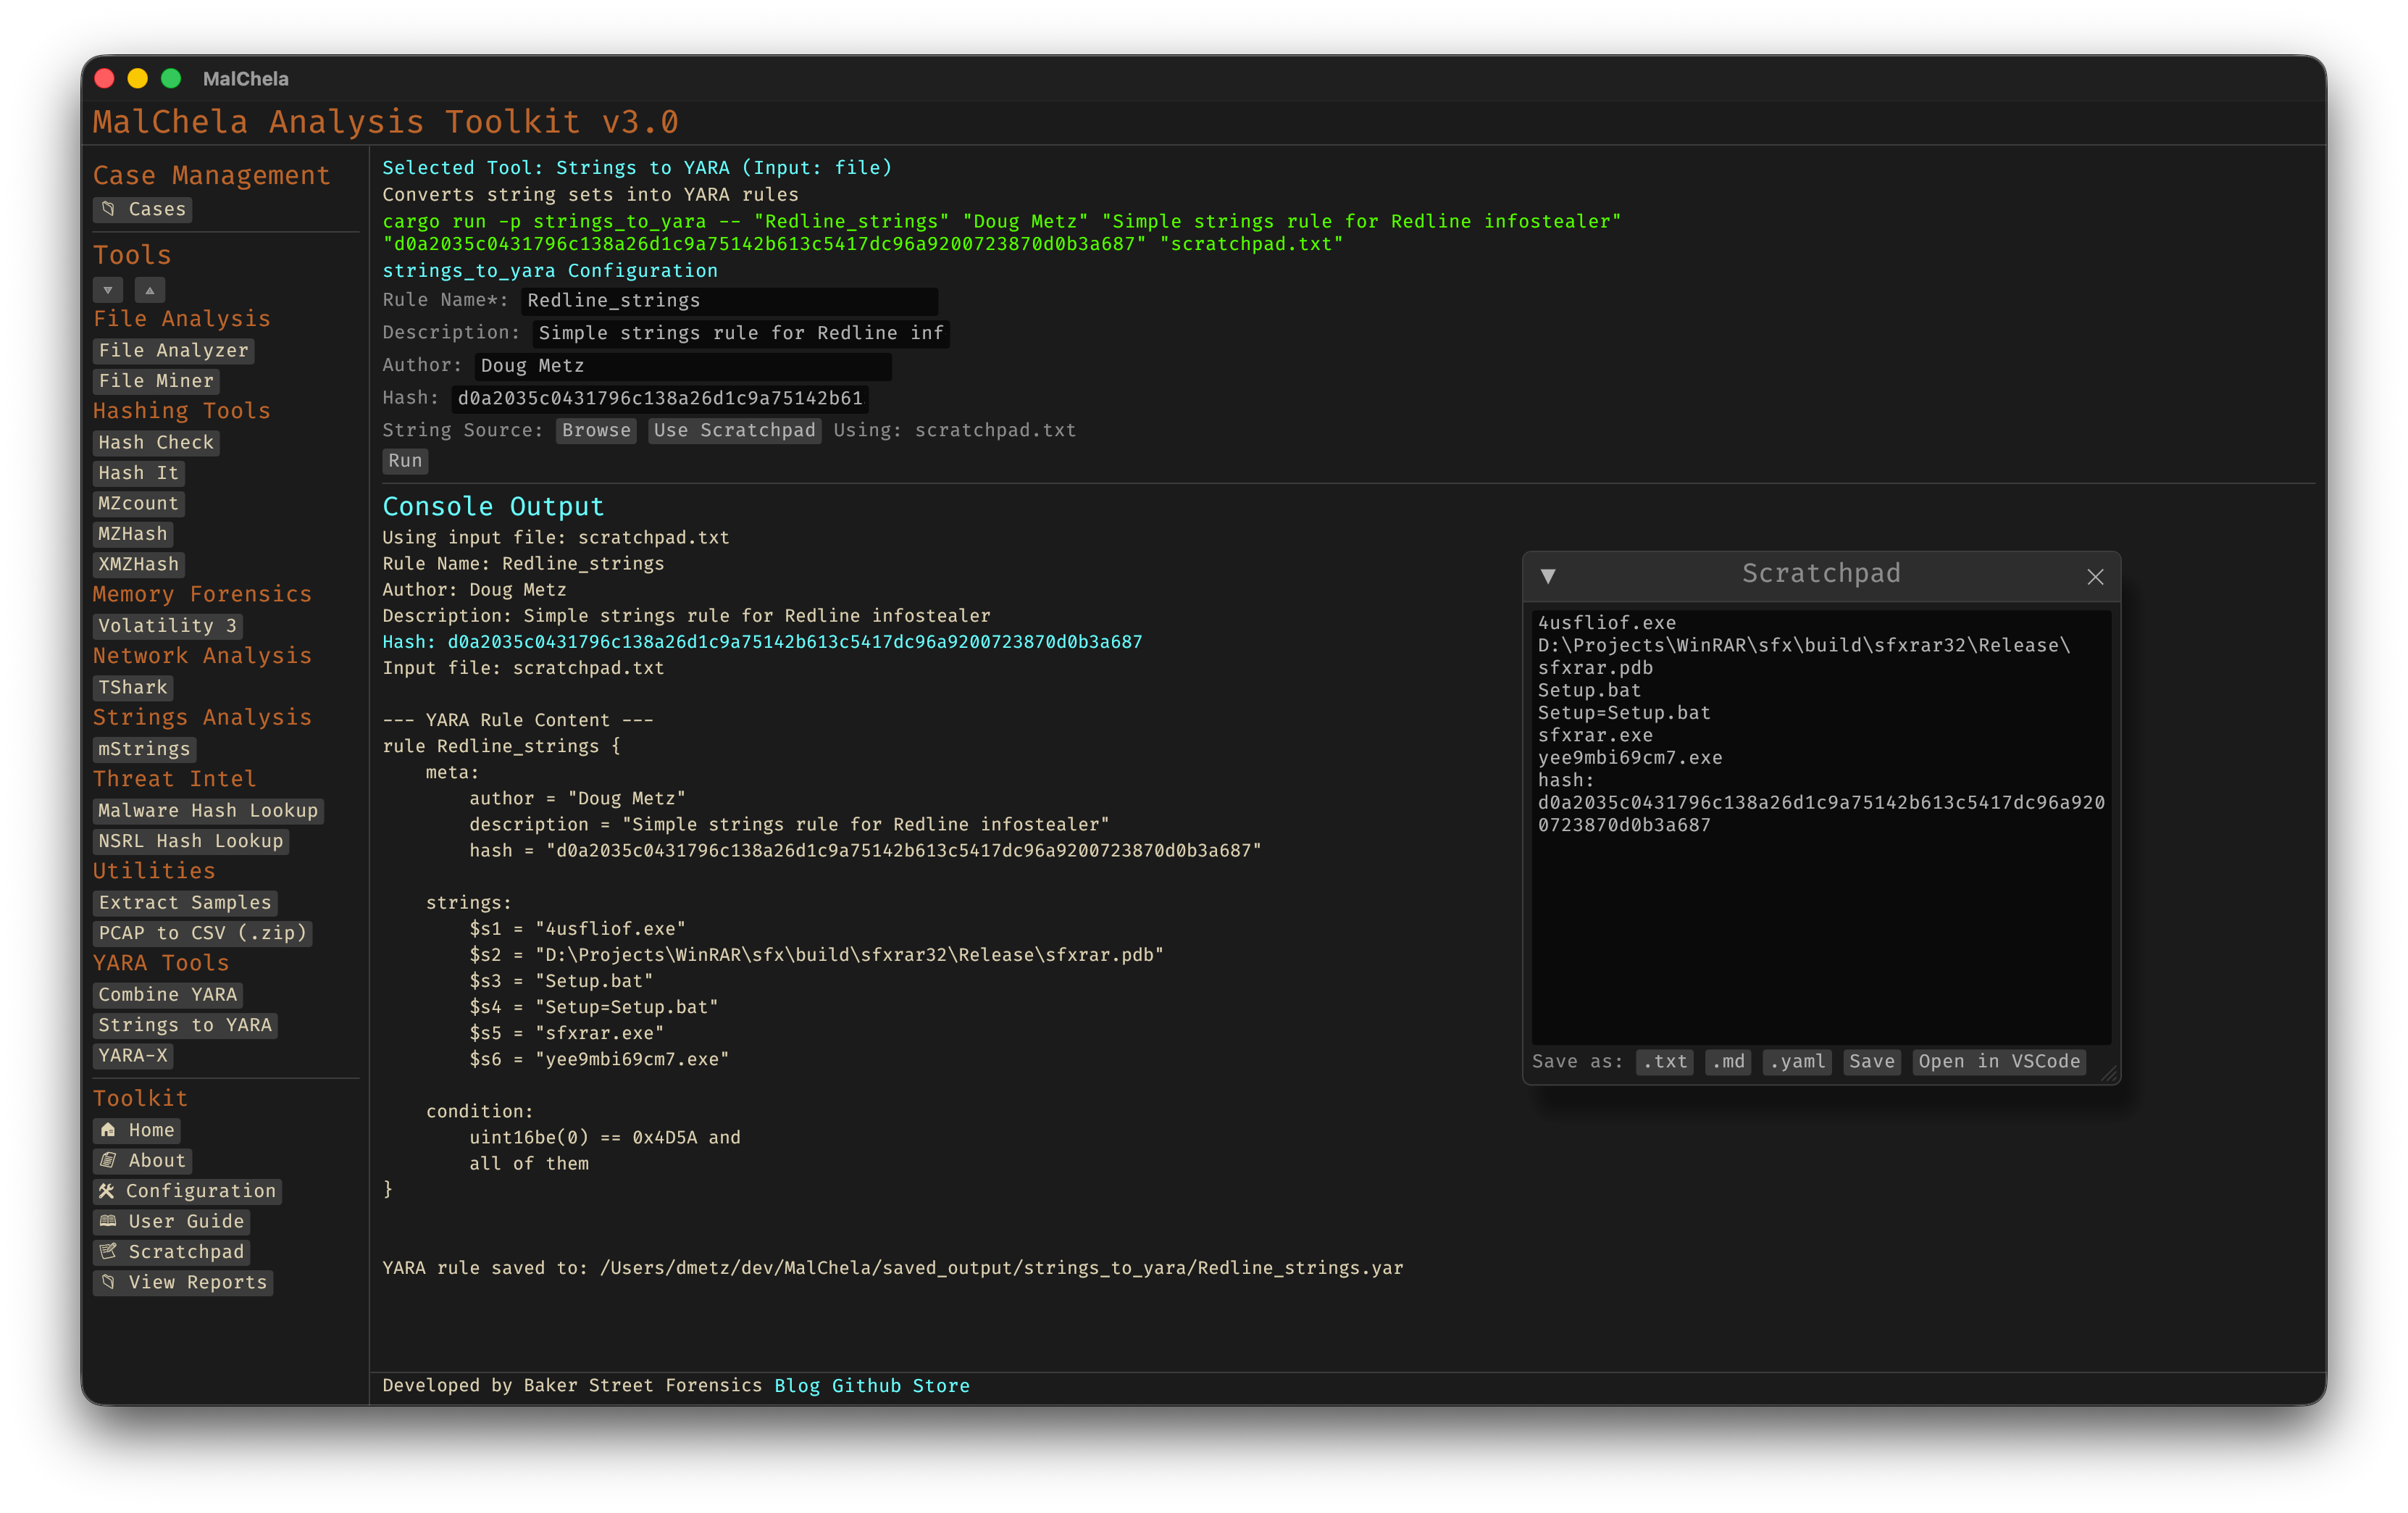 MalChela
MalChela Analysis Toolkit v3.0
Case Management
Cases
Tools
File Analysis
File Analyzer
File Miner
Hashing Tools
Hash Check
Hash It
MZcount
MZHash
XMZHash
Memory Forensics
Volatility 3
Network Analysis
TShark
Strings Analysis
mStrings
Threat Intel
Malware Hash Lookup
NSRL Hash Lookup
Utilities
Extract Samples
PCAP to CSV (.zip)
YARA Tools
Combine YARA
Strings to YARA
YARA-X
Toolkit
Home
About
Configuration
User Guide
Scratchpad
View Reports
Selected Tool: Strings to YARA (Input: file)
Converts string sets into YARA rules
cargo run -p strings_to_yara -- "Redline_strings" "Doug Metz" "Simple strings rule for Redline infostealer"
"d0a2035c0431796c138a26d1c9a75142b613c5417dc96a9200723870d0b3a687" "scratchpad.txt"
strings_to_yara Configuration
Rule Name*: Redline_strings
Description: Simple strings rule for Redline inf
Author: Doug Metz
Hash: d0a2035c0431796c138a26d1c9a75142b61
String Source: Browse Use Scratchpad Using: scratchpad.txt
Run
Console Output
Using input file: scratchpad.txt
Rule Name: Redline_strings
Author: Doug Metz
Description: Simple strings rule for Redline infostealer
Hash: d0a2035c0431796c138a26d1c9a75142b613c5417dc96a9200723870d0b3a687
Input file: scratchpad.txt
--- YARA Rule Content ---
rule Redline_strings {
meta:
author = "Doug Metz"
description = "Simple strings rule for Redline infostealer"
hash = "d0a2035c0431796c138a26d1c9a75142b613c5417dc96a9200723870d0b3a687"
strings:
$s1 = "4usfliof.exe"
$s2 = "D:\Projects\WinRAR\sfx\build\sfxrar32\Release\sfxrar.pdb"
$s3 = "Setup.bat"
$s4 = "Setup=Setup.bat"
$s5 = "sfxrar.exe"
$s6 = "yee9mbi69cm7.exe"
condition:
uint16be(0) == 0x4D5A and
all of them
}
YARA rule saved to: /Users/dmetz/dev/MalChela/saved_output/strings_to_yara/Redline_strings.yar
Scratchpad
4usfliof.exe
D:\Projects\WinRAR\sfx\build\sfxrar32\Release\
sfxrar.pdb
Setup.bat
Setup=Setup.bat
sfxrar.exe
yee9mbi69cm7.exe
hash:
d0a2035c0431796c138a26d1c9a75142b613c5417dc96a920
0723870d0b3a687
Save as: .txt .md .yaml Save Open in VSCode
Developed by Baker Street Forensics Blog Github Store